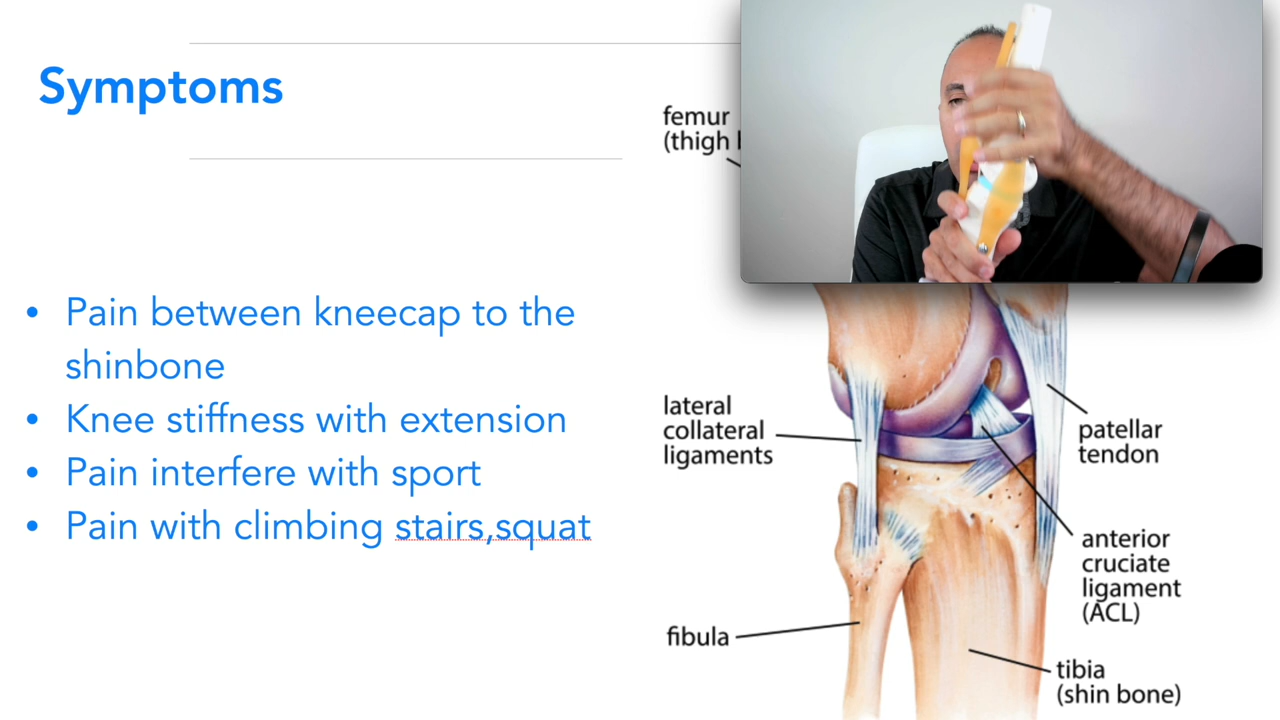 Symptoms
femur
(thigh
• Pain between kneecap to the
shinbone
• Knee stiffness with extension
• Pain interfere with sport
• Pain with climbing stairs,squat
lateral
collateral
ligaments
patellar
tendon
anterior
cruciate
ligament
(ACL)
fibula
tibia
(shin bone)